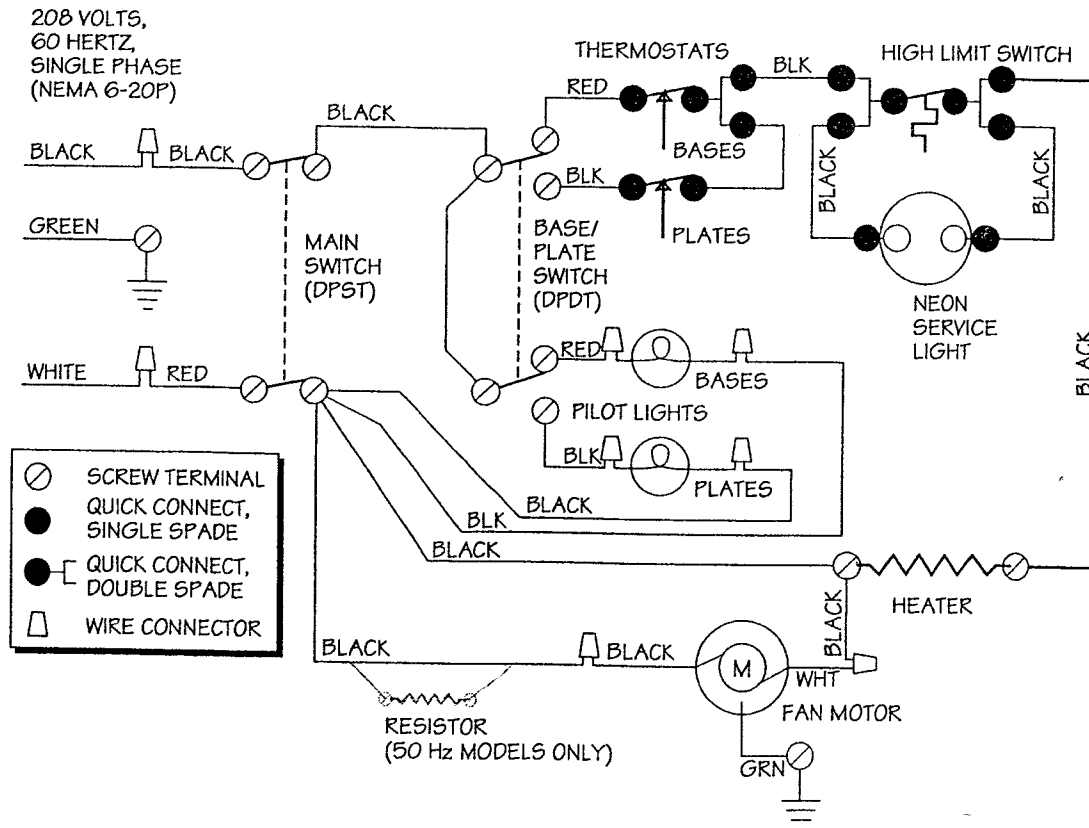 208 VOLTS,
60 HERTZ,
SINGLE PHASE
(NEMA 6-20P)
THERMOSTATS
HIGH LIMIT SWITCH
BLK
RED
BLACK
BLACK
BLACK
BASES
BLK
PLATES
BLACK
BLACK
GREEN
MAIN
SWITCH
(DPST)
BASE/
PLATE
SWITCH
(DPDT)
NEON
SERVICE
LIGHT
BLACK
WHITE
RED
RED
BASES
PILOT LIGHTS
BLK
PLATES
BLACK
BLK
BLACK
SCREW TERMINAL
QUICK CONNECT,
SINGLE SPADE
QUICK CONNECT,
DOUBLE SPADE
WIRE CONNECTOR
HEATER
BLACK
BLACK
BLACK
M
WHT
FAN MOTOR
RESISTOR
(50 Hz MODELS ONLY)
GRN